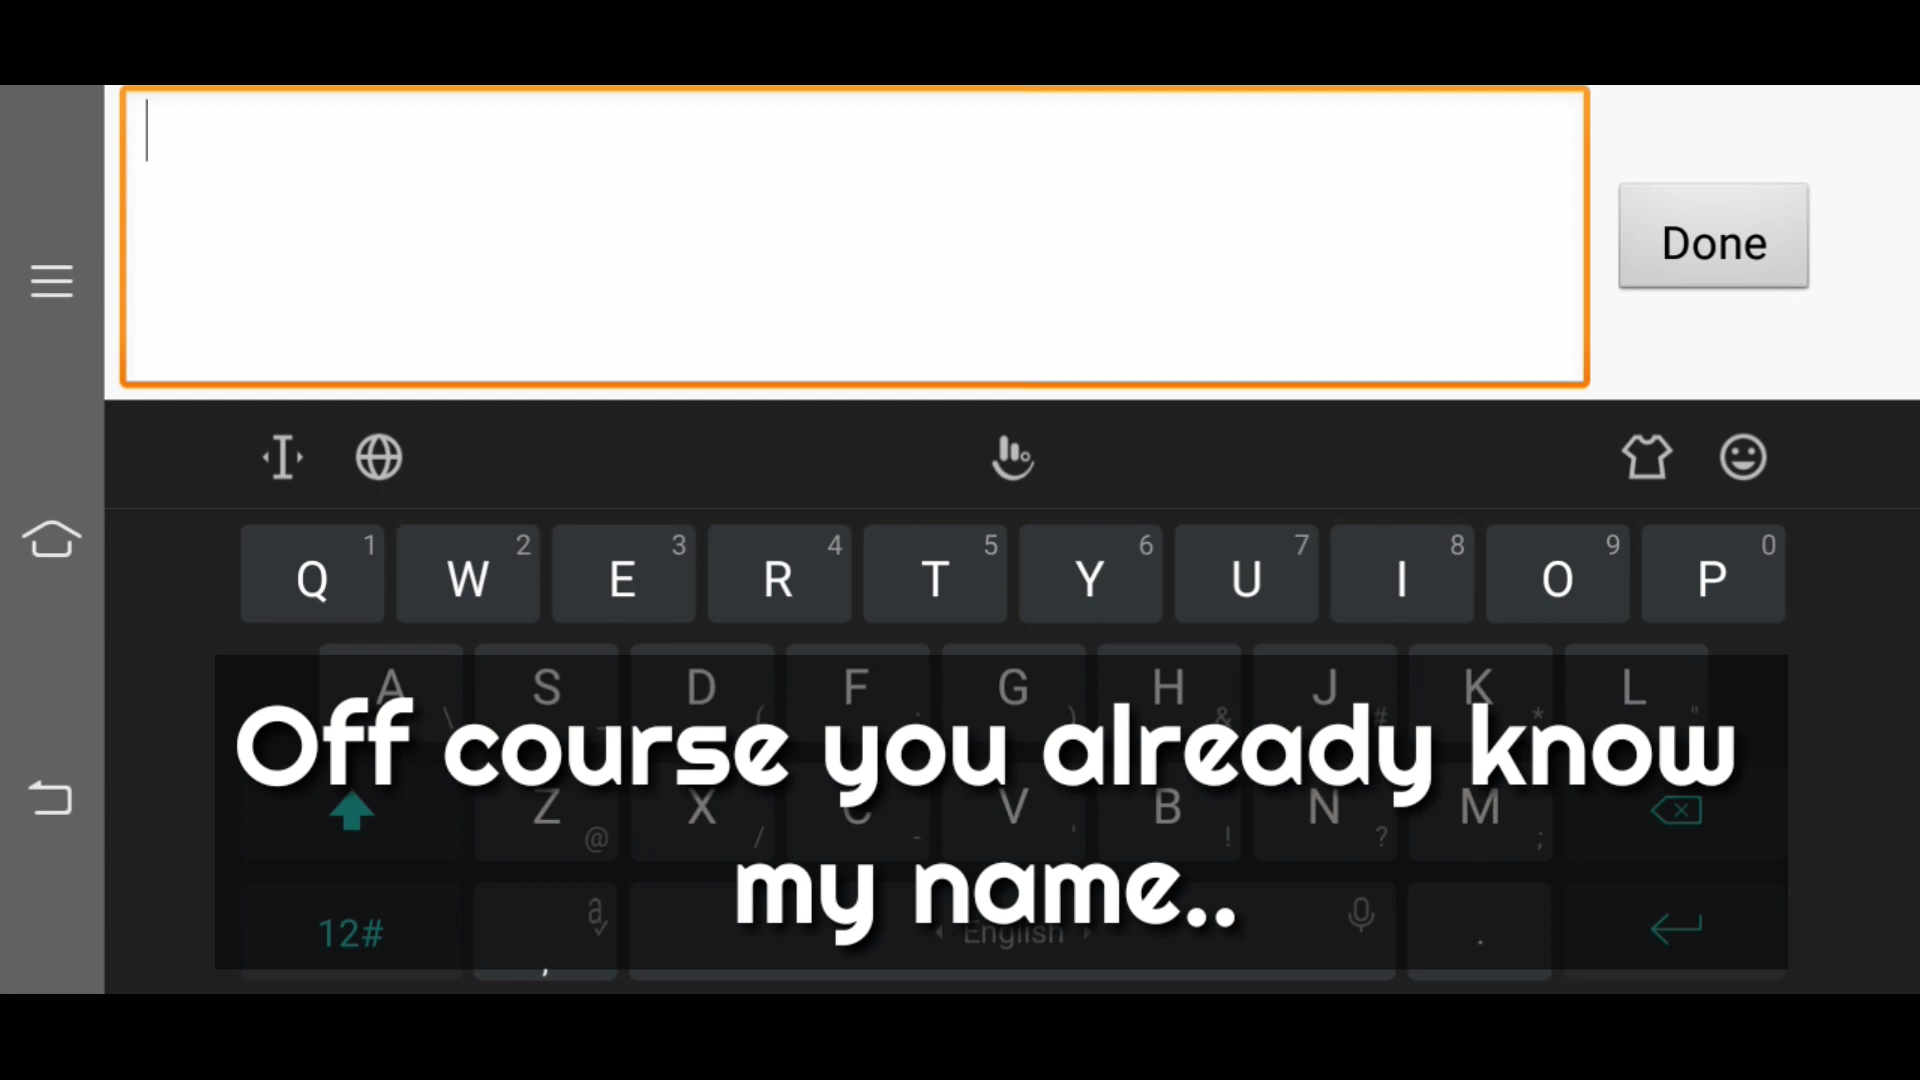 Done
1 2 3 4 5 6 7 8 9 0
Q W E R T Y U I O P
A S D F G H J K L
\ _ ( : ) & # * "
Off course you already know
Z X C V B N M
@ / - ' ! ? ;
my name..
12# , a English .